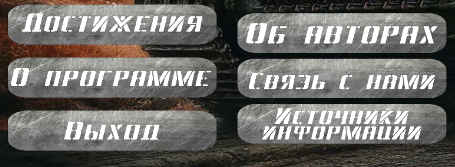 Достижения
Об авторах
О программе
Связь с нами
Выход
Источники
информации